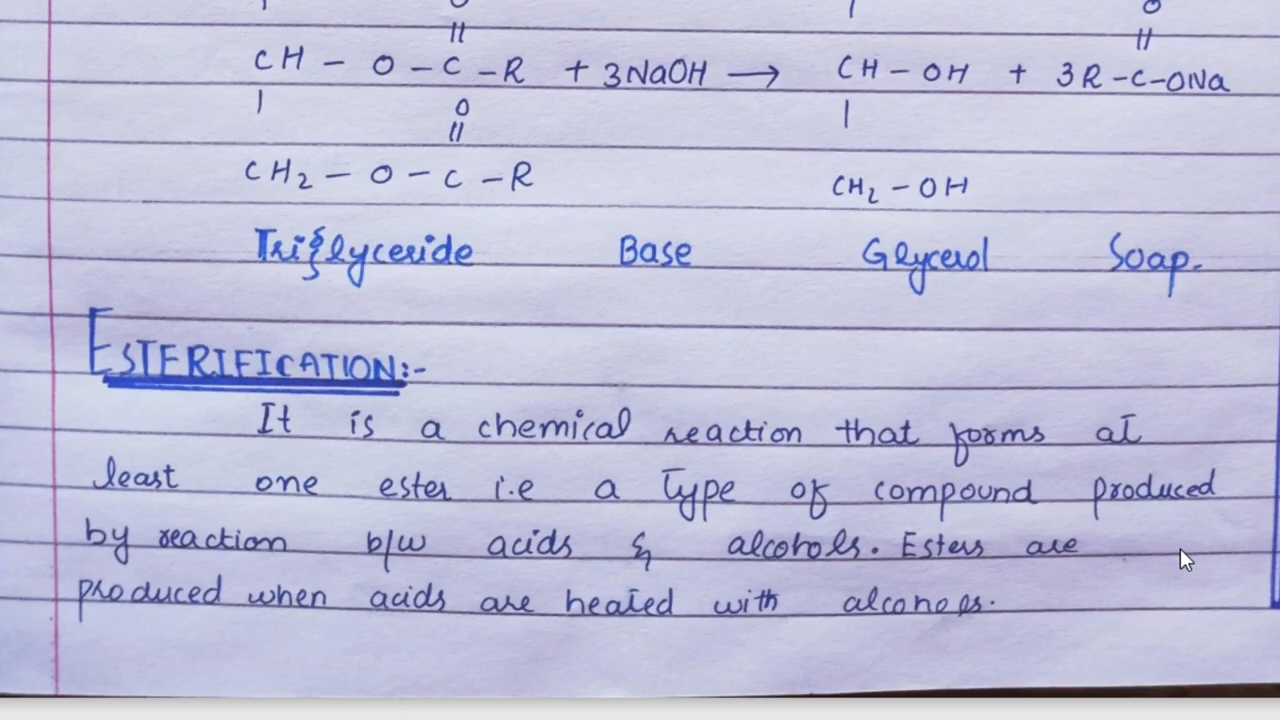 O O
|| ||
CH - O - C - R + 3NaOH → CH - OH + 3R - C - ONa
| O |
||
CH2 - O - C - R CH2 - OH
Triglyceride Base Glycerol Soap.
ESTERIFICATION:-
It is a chemical reaction that forms at
least one ester i.e a Type of compound produced
by reaction b/w acids & alcohols. Esters are
produced when acids are heated with alcohols.